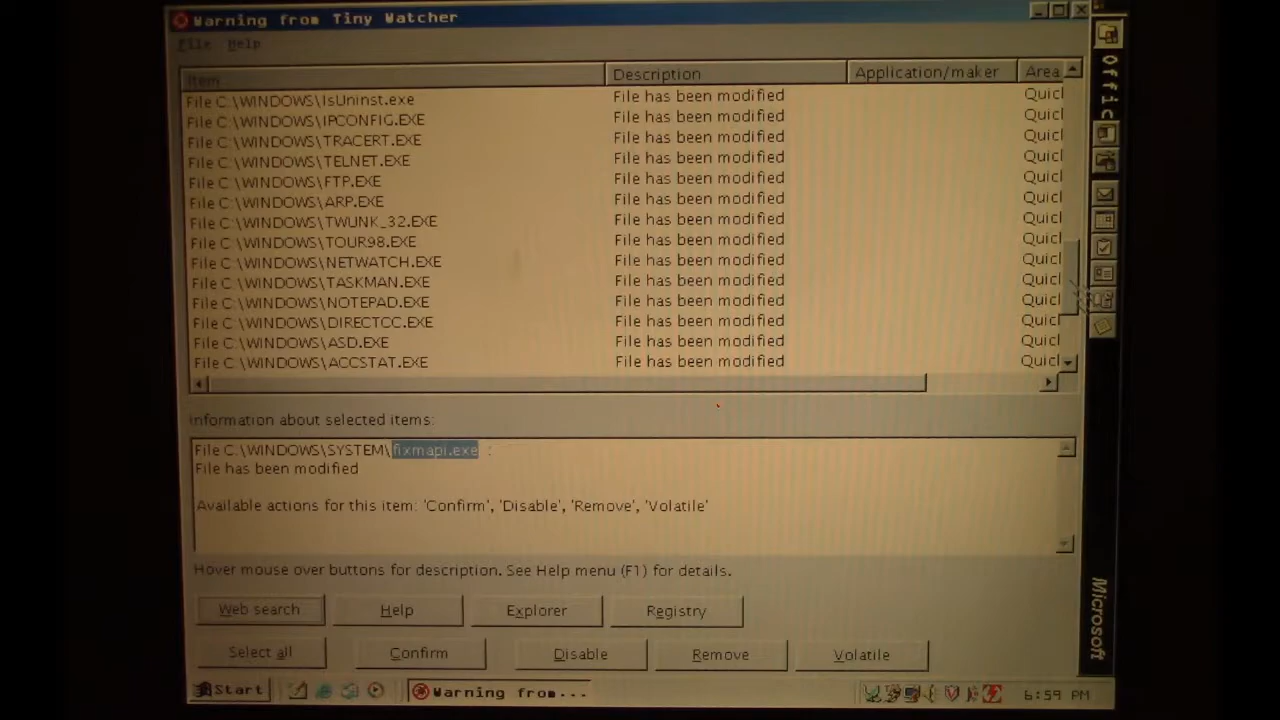 Warning from Tiny Watcher
File Help
Item Description Application/maker Area
File C:\WINDOWS\IsUninst.exe File has been modified Quicl
File C:\WINDOWS\IPCONFIG.EXE File has been modified Quicl
File C:\WINDOWS\TRACERT.EXE File has been modified Quicl
File C:\WINDOWS\TELNET.EXE File has been modified Quicl
File C:\WINDOWS\FTP.EXE File has been modified Quicl
File C:\WINDOWS\ARP.EXE File has been modified Quicl
File C:\WINDOWS\TWUNK_32.EXE File has been modified Quicl
File C:\WINDOWS\TOUR98.EXE File has been modified Quicl
File C:\WINDOWS\NETWATCH.EXE File has been modified Quicl
File C:\WINDOWS\TASKMAN.EXE File has been modified Quicl
File C:\WINDOWS\NOTEPAD.EXE File has been modified Quicl
File C:\WINDOWS\DIRECTCC.EXE File has been modified Quicl
File C:\WINDOWS\ASD.EXE File has been modified Quicl
File C:\WINDOWS\ACCSTAT.EXE File has been modified Quicl
Information about selected items:
File C:\WINDOWS\SYSTEM\fixmapi.exe :
File has been modified
Available actions for this item: 'Confirm', 'Disable', 'Remove', 'Volatile'
Hover mouse over buttons for description. See Help menu (F1) for details.
Web search Help Explorer Registry
Select all Confirm Disable Remove Volatile
Start Warning from... 6:59 PM
Offic
Microsoft